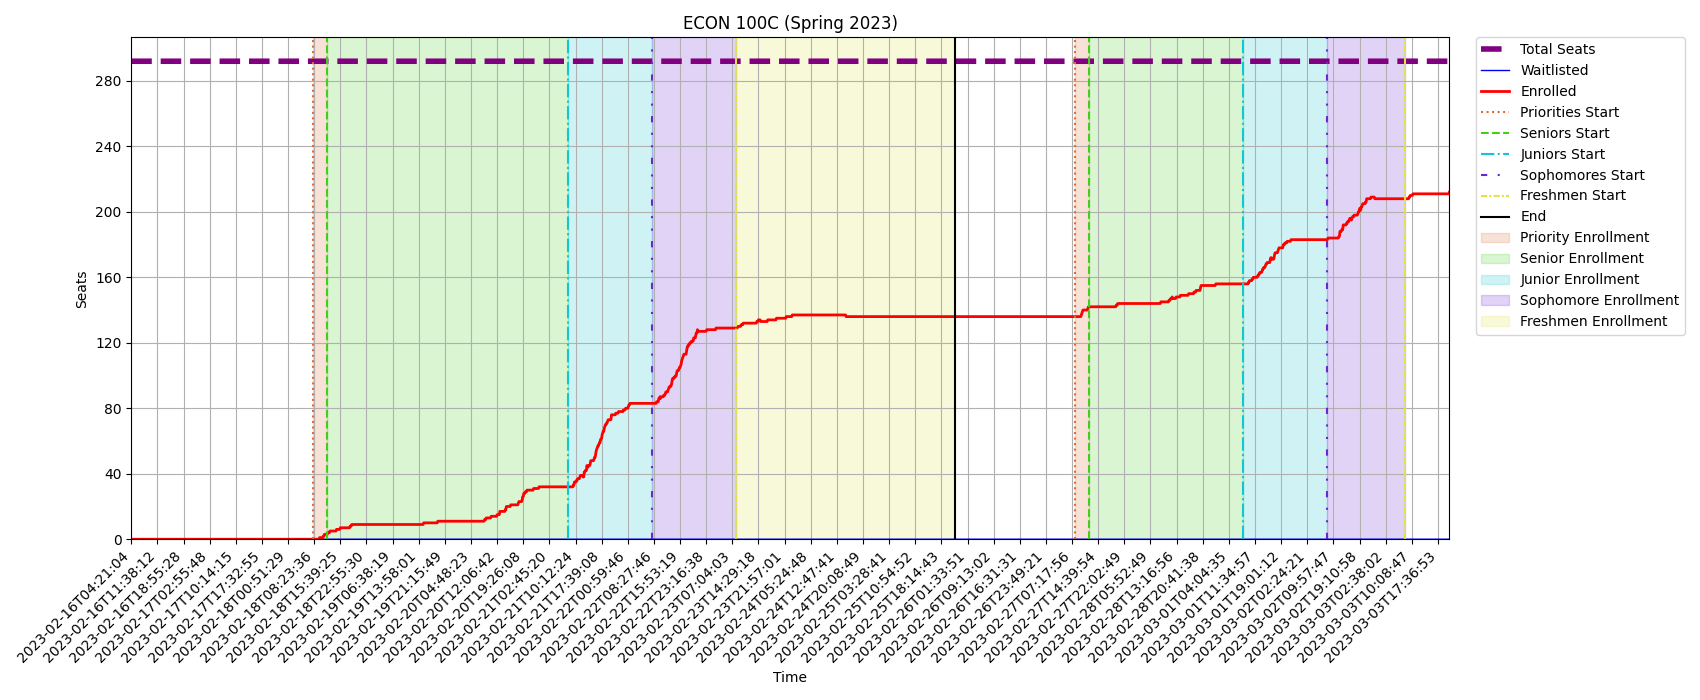 ECON 100C (Spring 2023)
Seats
280
240
200
160
120
80
40
0
2023-02-16T04:21:04
2023-02-16T11:38:12
2023-02-16T18:55:28
2023-02-17T02:55:48
2023-02-17T10:14:15
2023-02-17T17:32:55
2023-02-18T00:51:29
2023-02-18T08:23:36
2023-02-18T15:39:25
2023-02-18T22:55:30
2023-02-19T06:38:19
2023-02-19T13:58:01
2023-02-19T21:15:49
2023-02-20T04:48:23
2023-02-20T12:06:42
2023-02-20T19:26:08
2023-02-21T02:45:20
2023-02-21T10:12:24
2023-02-21T17:39:08
2023-02-22T00:59:46
2023-02-22T08:27:46
2023-02-22T15:53:19
2023-02-22T23:16:38
2023-02-23T07:04:03
2023-02-23T14:29:18
2023-02-23T21:57:01
2023-02-24T05:24:48
2023-02-24T12:47:41
2023-02-24T20:08:49
2023-02-25T03:28:41
2023-02-25T10:54:52
2023-02-25T18:14:43
2023-02-26T01:33:51
2023-02-26T09:13:02
2023-02-26T16:31:31
2023-02-26T23:49:21
2023-02-27T07:17:56
2023-02-27T14:39:54
2023-02-27T22:02:49
2023-02-28T05:52:49
2023-02-28T13:16:56
2023-02-28T20:41:38
2023-03-01T04:04:35
2023-03-01T11:34:57
2023-03-01T19:01:12
2023-03-02T02:24:21
2023-03-02T09:57:47
2023-03-02T19:10:58
2023-03-03T02:38:02
2023-03-03T10:08:47
2023-03-03T17:36:53
Time
Total Seats
Waitlisted
Enrolled
Priorities Start
Seniors Start
Juniors Start
Sophomores Start
Freshmen Start
End
Priority Enrollment
Senior Enrollment
Junior Enrollment
Sophomore Enrollment
Freshmen Enrollment